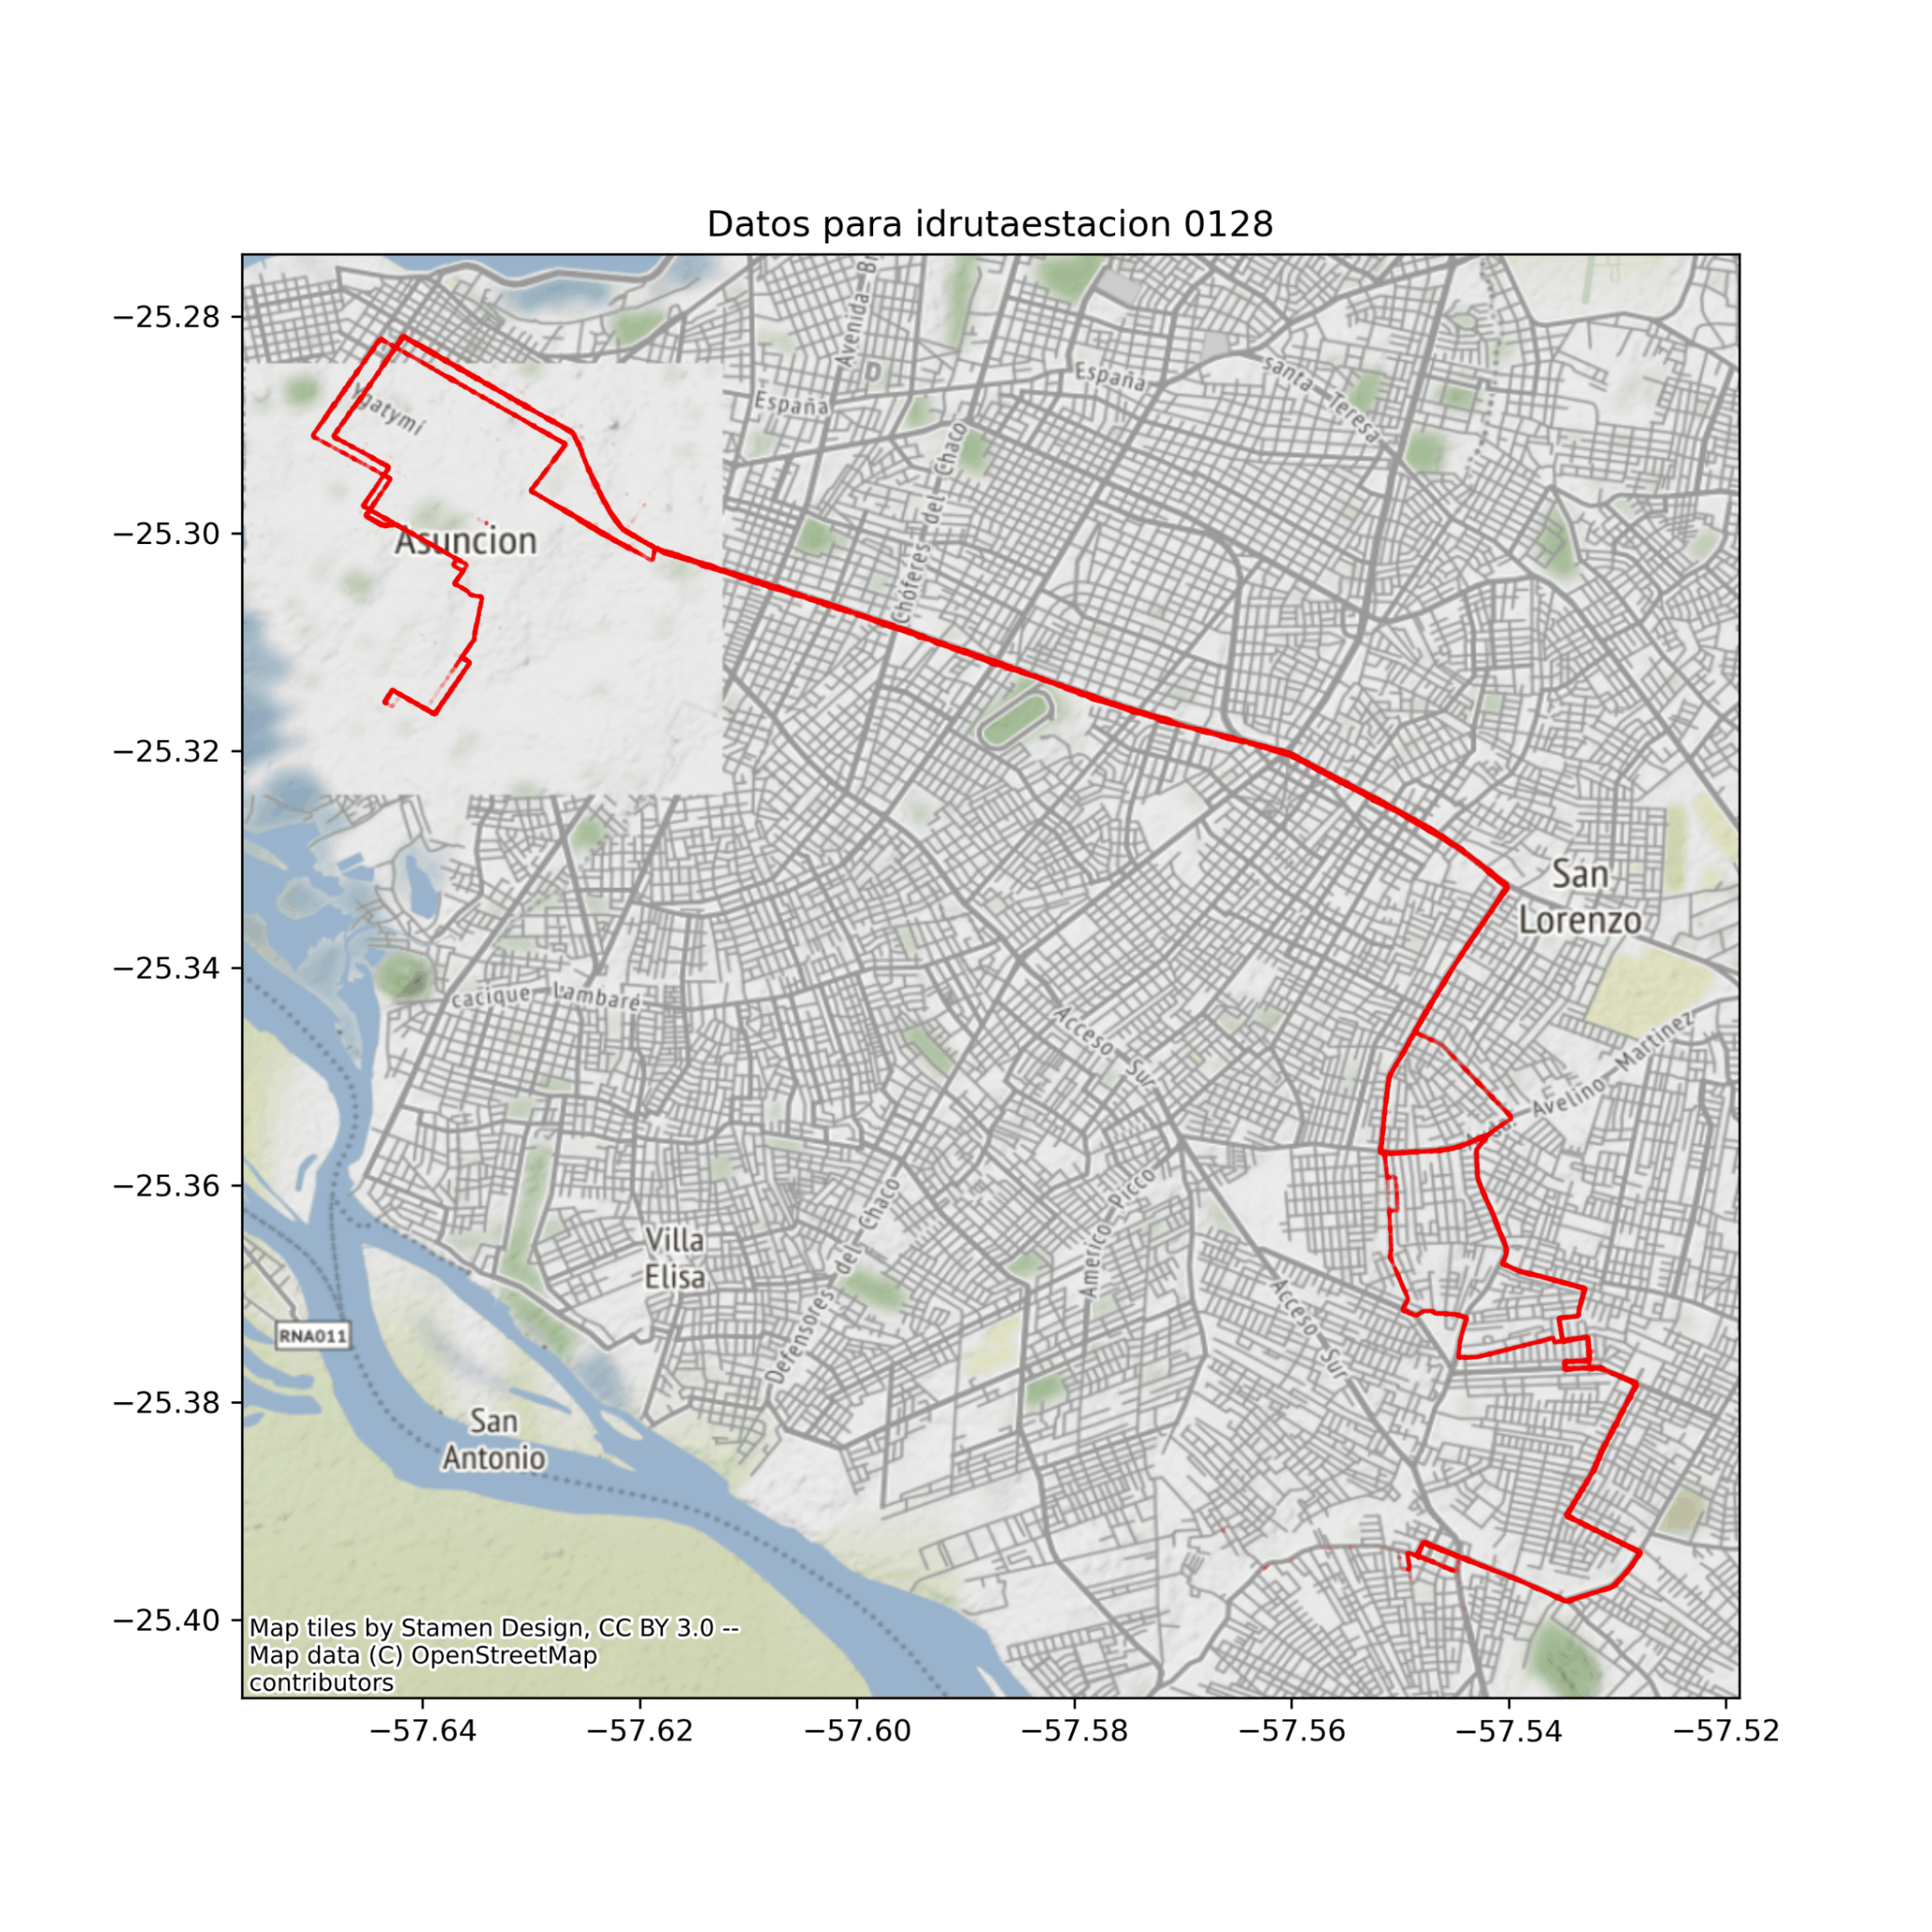 Datos para idrutaestacion 0128
−25.28
−25.30
−25.32
−25.34
−25.36
−25.38
−25.40
Avenida Br
España
España
santa Teresa
Ygatymí
Chóferes del Chaco
Asuncion
San
Lorenzo
cacique Lambaré
Acceso Sur
Avelino Martinez
Villa
Elisa
Defensores del Chaco
Americo Picco
Acceso Sur
RNA011
San
Antonio
Map tiles by Stamen Design, CC BY 3.0 --
Map data (C) OpenStreetMap
contributors
−57.64
−57.62
−57.60
−57.58
−57.56
−57.54
−57.52